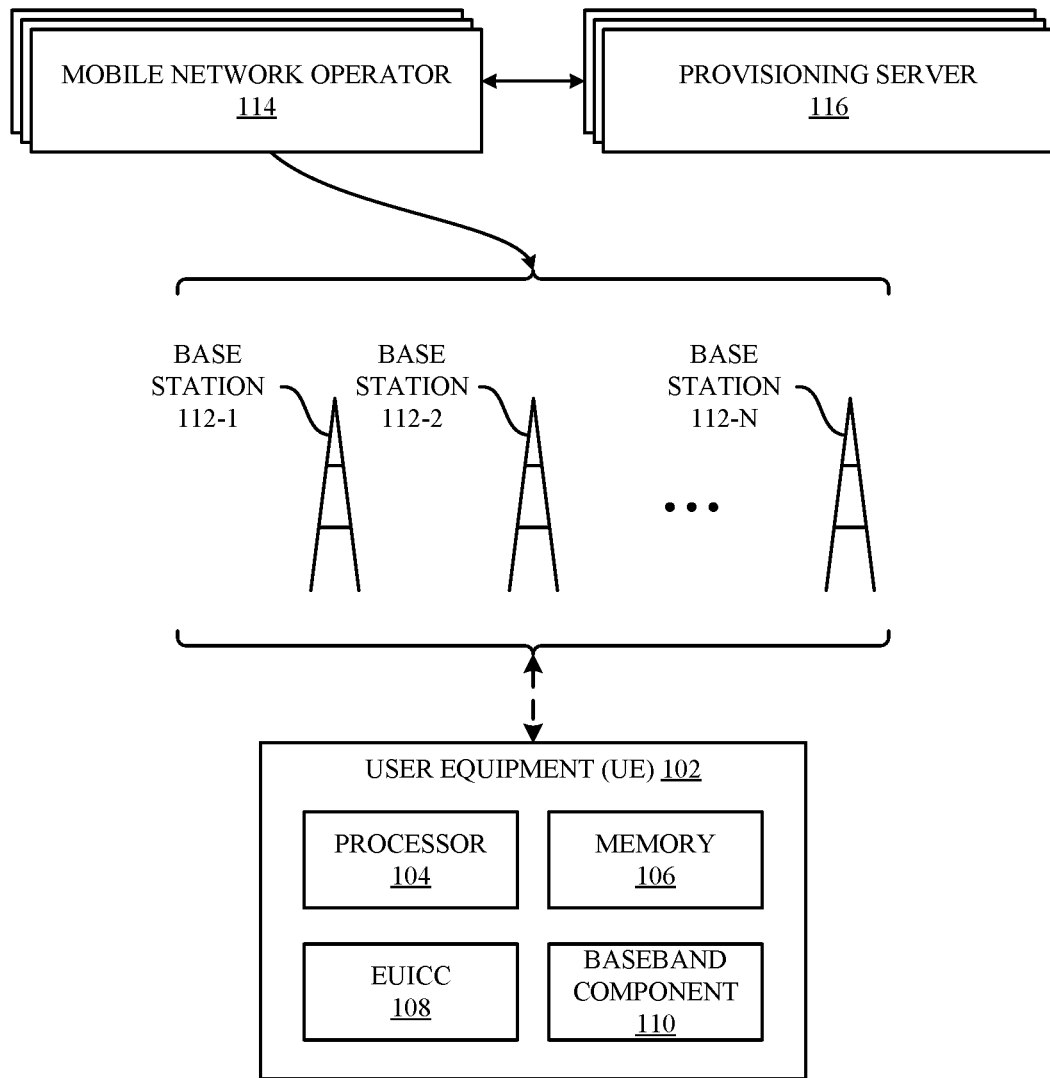 MOBILE NETWORK OPERATOR
114
PROVISIONING SERVER
116
BASE
STATION
112-1
BASE
STATION
112-2
BASE
STATION
112-N
USER EQUIPMENT (UE) 102
PROCESSOR
104
MEMORY
106
EUICC
108
BASEBAND
COMPONENT
110